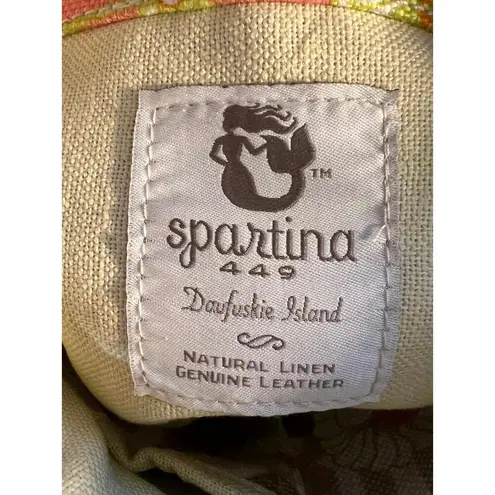 TM
spartina
449
Daufuskie Island
NATURAL LINEN
GENUINE LEATHER